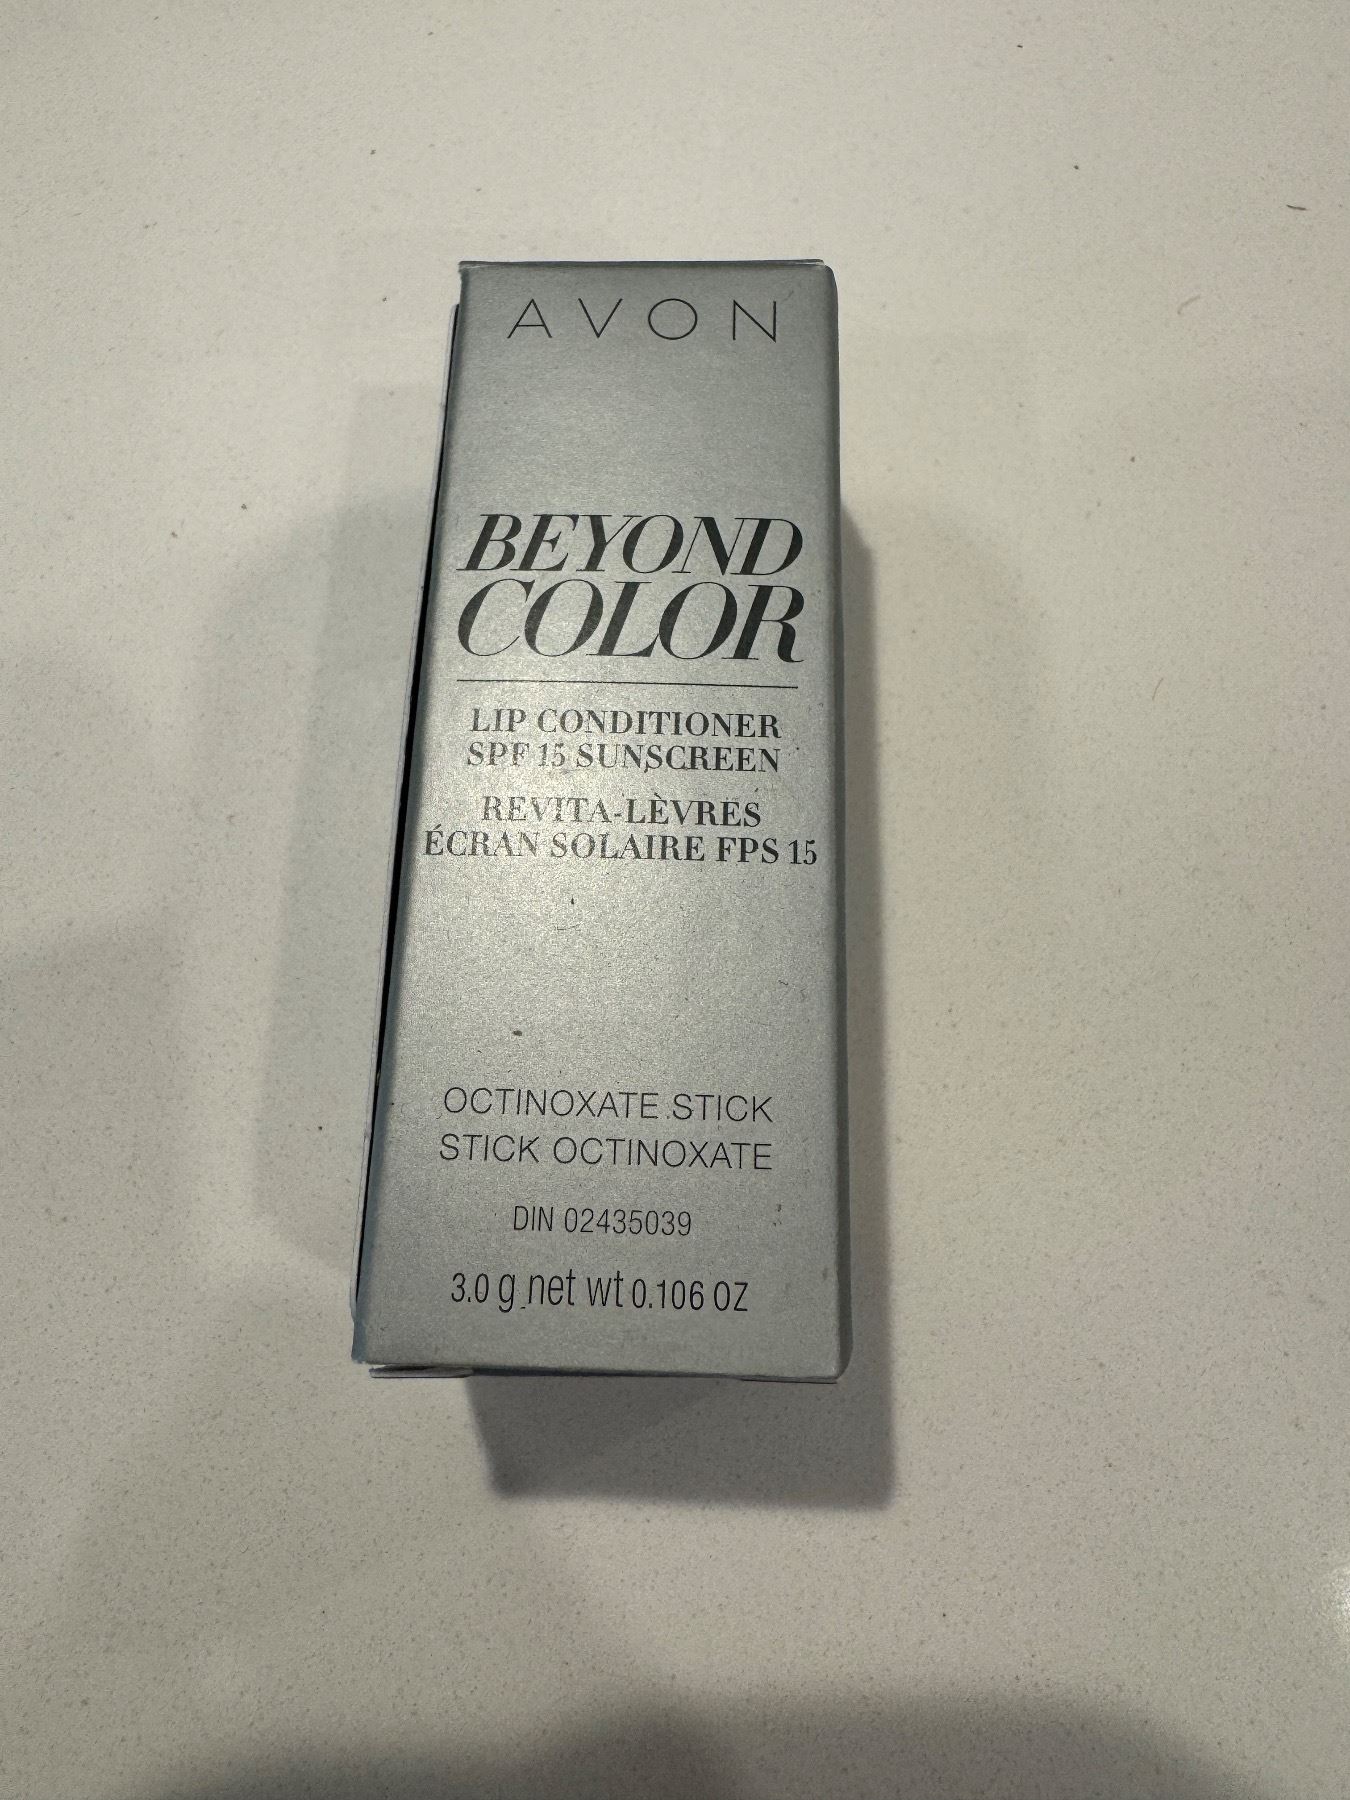 AVON
BEYOND
COLOR
LIP CONDITIONER
SPF 15 SUNSCREEN
REVITA-LÈVRES
ÉCRAN SOLAIRE FPS 15
OCTINOXATE STICK
STICK OCTINOXATE
DIN 02435039
3.0 g net wt 0.106 OZ